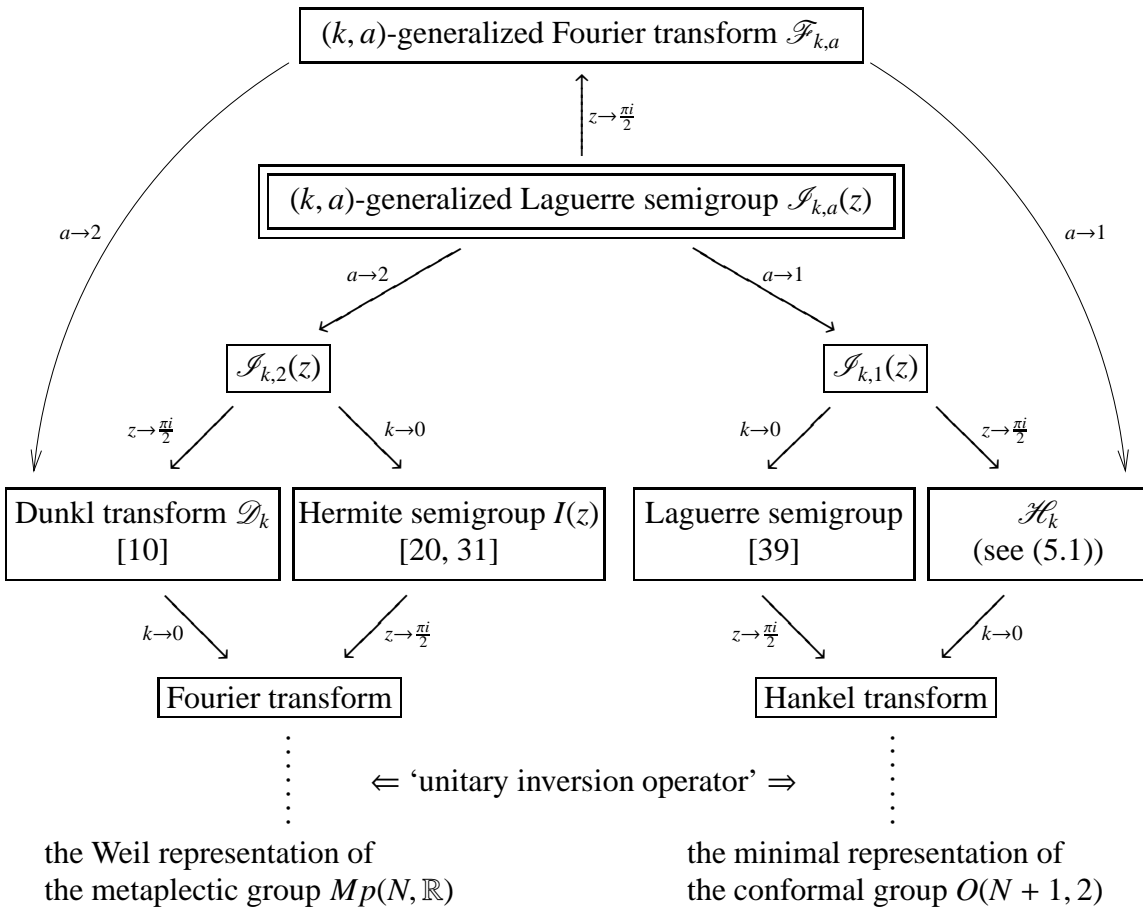 (k, a)-generalized Fourier transform ℱ_{k,a}
z→πi/2
(k, a)-generalized Laguerre semigroup ℐ_{k,a}(z)
a→2
a→1
a→2
a→1
ℐ_{k,2}(z)
ℐ_{k,1}(z)
z→πi/2
k→0
k→0
z→πi/2
Dunkl transform 𝒟_k
[10]
Hermite semigroup I(z)
[20, 31]
Laguerre semigroup
[39]
ℋ_k
(see (5.1))
k→0
z→πi/2
z→πi/2
k→0
Fourier transform
Hankel transform
⇐ ‘unitary inversion operator’ ⇒
the Weil representation of
the metaplectic group Mp(N, ℝ)
the minimal representation of
the conformal group O(N + 1, 2)